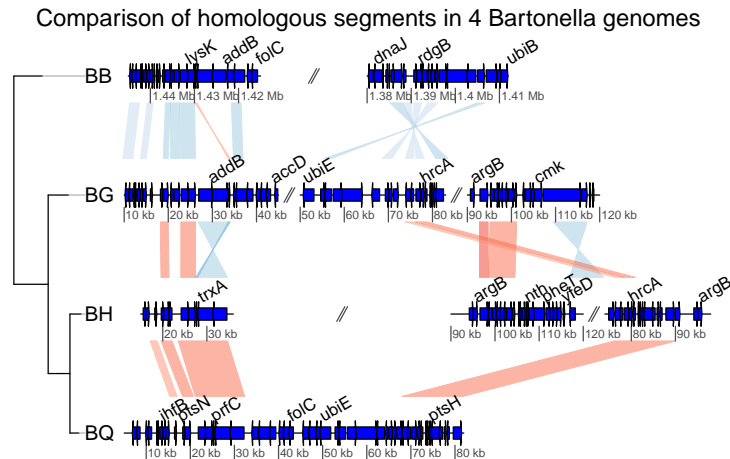 Comparison of homologous segments in 4 Bartonella genomes
lysK addB folC dnaJ rdgB ubiB
BB //
1.44 Mb 1.43 Mb 1.42 Mb 1.38 Mb 1.39 Mb 1.4 Mb 1.41 Mb
addB accD ubiE hrcA argB cmk
BG // //
10 kb 20 kb 30 kb 40 kb 50 kb 60 kb 70 kb 80 kb 90 kb 100 kb 110 kb 120 kb
trxA argB nth pheT yfeD hrcA argB
BH // //
20 kb 30 kb 90 kb 100 kb 110 kb 120 kb 80 kb 90 kb
ihfB ptsN prfC folC ubiE ptsH
BQ
10 kb 20 kb 30 kb 40 kb 50 kb 60 kb 70 kb 80 kb